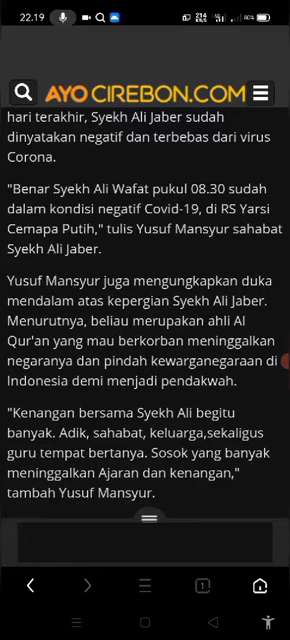 22.19
214
80%
AYOCIREBON.COM
hari terakhir, Syekh Ali Jaber sudah
dinyatakan negatif dan terbebas dari virus
Corona.
"Benar Syekh Ali Wafat pukul 08.30 sudah
dalam kondisi negatif Covid-19, di RS Yarsi
Cemapa Putih," tulis Yusuf Mansyur sahabat
Syekh Ali Jaber.
Yusuf Mansyur juga mengungkapkan duka
mendalam atas kepergian Syekh Ali Jaber.
Menurutnya, beliau merupakan ahli Al
Qur'an yang mau berkorban meninggalkan
negaranya dan pindah kewarganegaraan di
Indonesia demi menjadi pendakwah.
"Kenangan bersama Syekh Ali begitu
banyak. Adik, sahabat, keluarga,sekaligus
guru tempat bertanya. Sosok yang banyak
meninggalkan Ajaran dan kenangan,"
tambah Yusuf Mansyur.
1